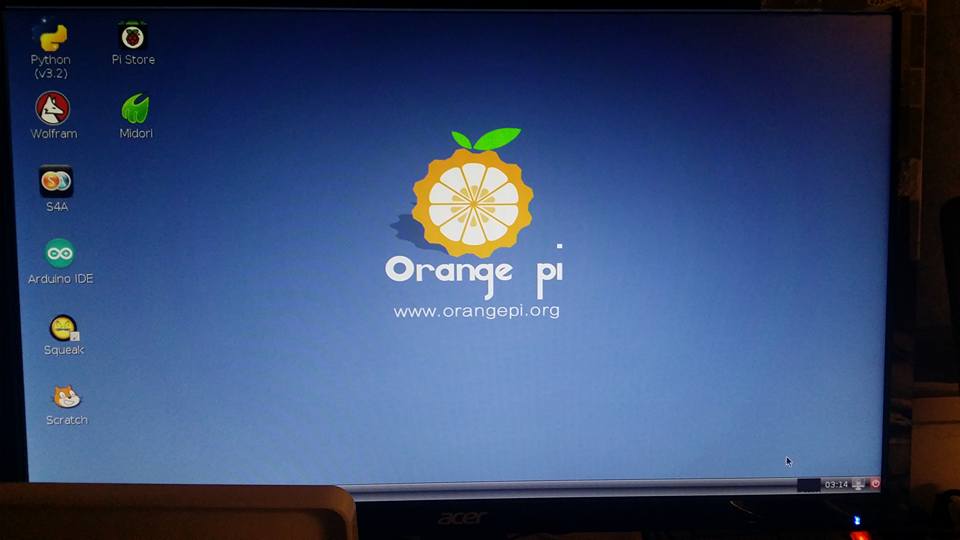 Python
(v3.2)
Pi Store
Wolfram
Midori
S4A
Arduino IDE
Squeak
Scratch
Orange pi
www.orangepi.org
03:14
acer